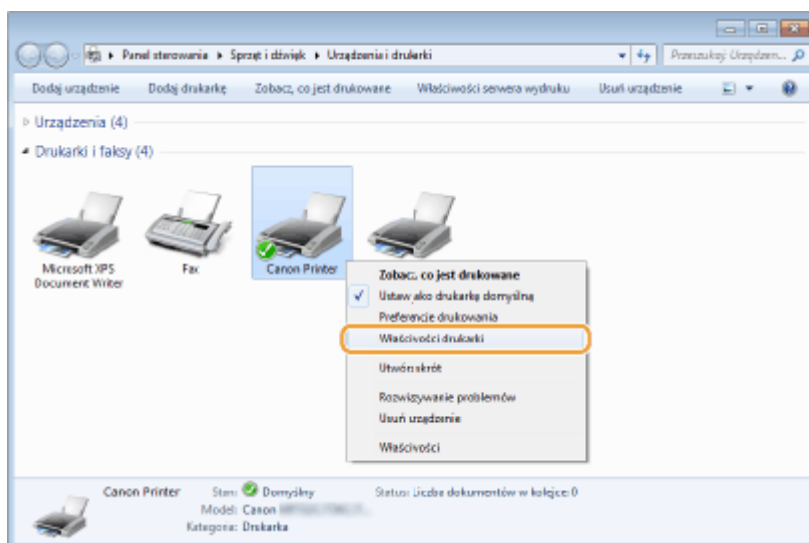 Panel sterowania ▸ Sprzęt i dźwięk ▸ Urządzenia i drukarki
Przeszukaj: Urządzen...
Dodaj urządzenie Dodaj drukarkę Zobacz, co jest drukowane Właściwości serwera wydruku Usuń urządzenie
Urządzenia (4)
Drukarki i faksy (4)
Microsoft XPS Document Writer
Fax
Canon Printer
Zobacz, co jest drukowane
Ustaw jako drukarkę domyślną
Preferencje drukowania
Właściwości drukarki
Utwórz skrót
Rozwiązywanie problemów
Usuń urządzenie
Właściwości
Canon Printer Stan: Domyślny Status: Liczba dokumentów w kolejce: 0
Model: Canon
Kategoria: Drukarka